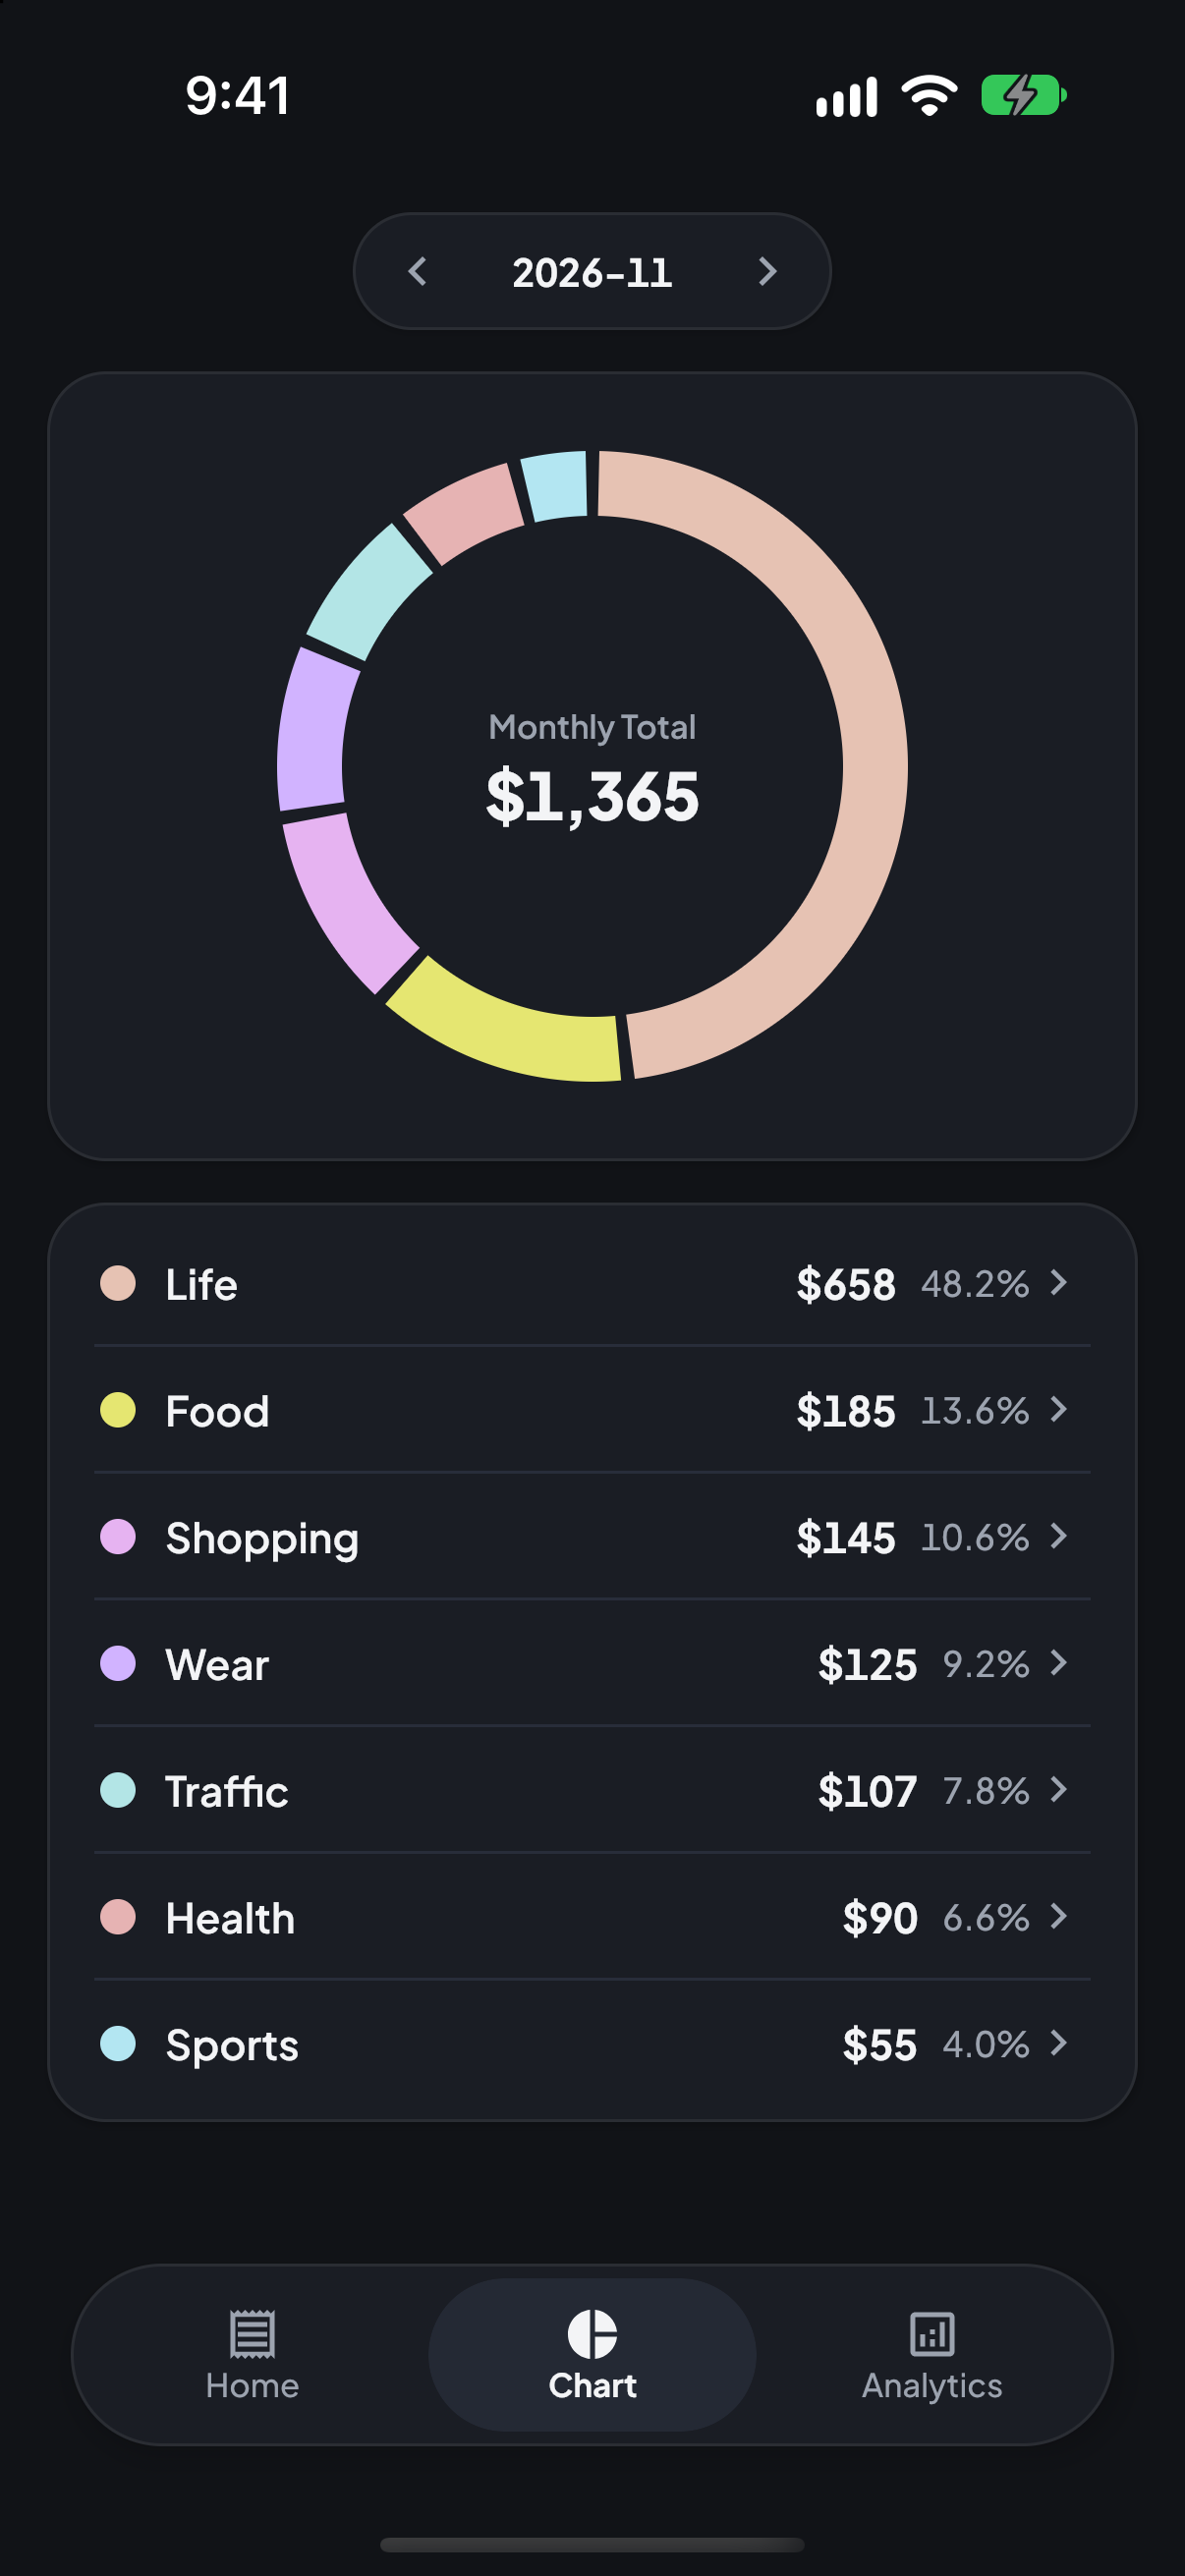 9:41
2026-11
Monthly Total
$1,365
Life $658 48.2%
Food $185 13.6%
Shopping $145 10.6%
Wear $125 9.2%
Traffic $107 7.8%
Health $90 6.6%
Sports $55 4.0%
Home Chart Analytics